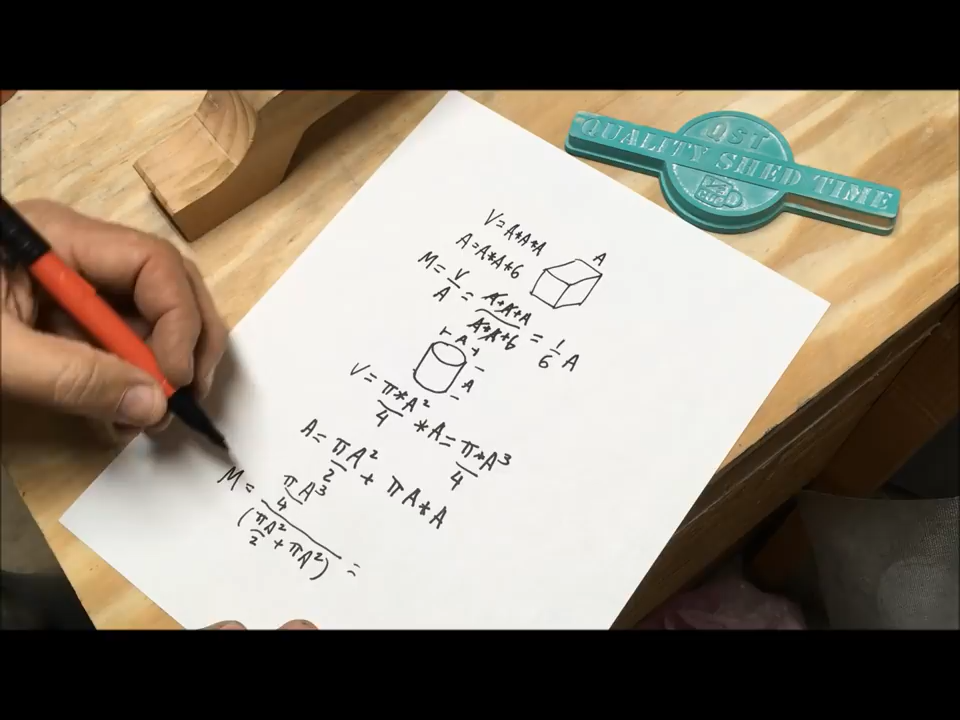 QST
QUALITY SHED TIME
V = A*A*A
A = A*A*6
A
M = V/A = A*A*A / A*A*6 = 1/6 A
A
A
V = π*A²/4 * A = π*A³/4
A = πA²/2 + πA*A
M = πA³/4 / (πA²/2 + πA²) =